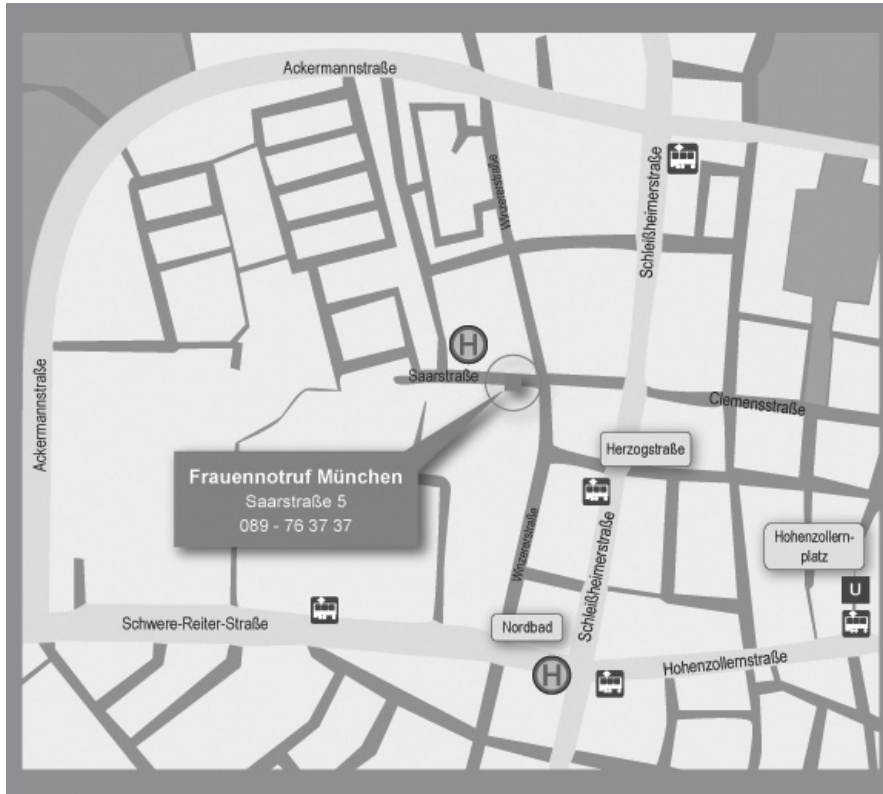 Ackermannstraße
Winzererstraße
Schleißheimerstraße
H
Saarstraße
Clemensstraße
Ackermannstraße
Herzogstraße
Frauennotruf München
Saarstraße 5
089 - 76 37 37
Winzererstraße
Schleißheimerstraße
Hohenzollern-
platz
U
Schwere-Reiter-Straße
Nordbad
H
Hohenzollernstraße